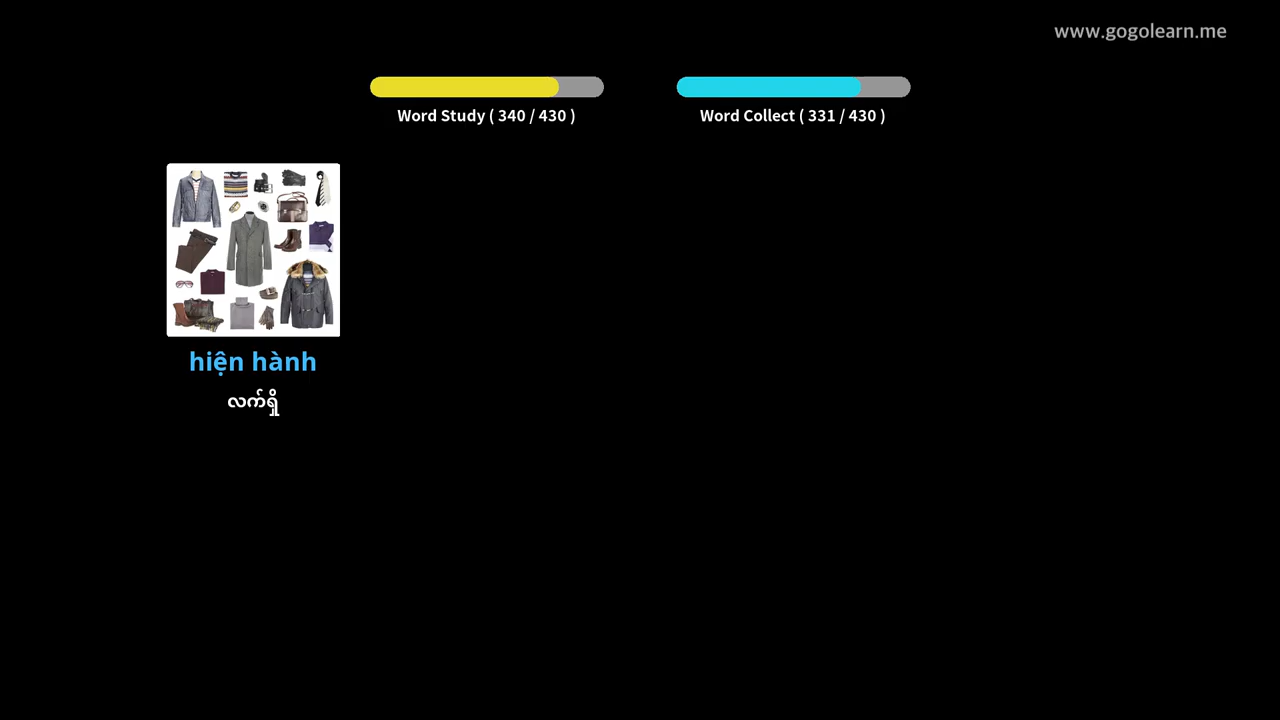 www.gogolearn.me
Word Study ( 340 / 430 )
Word Collect ( 331 / 430 )
hiện hành
လက်ရှိ